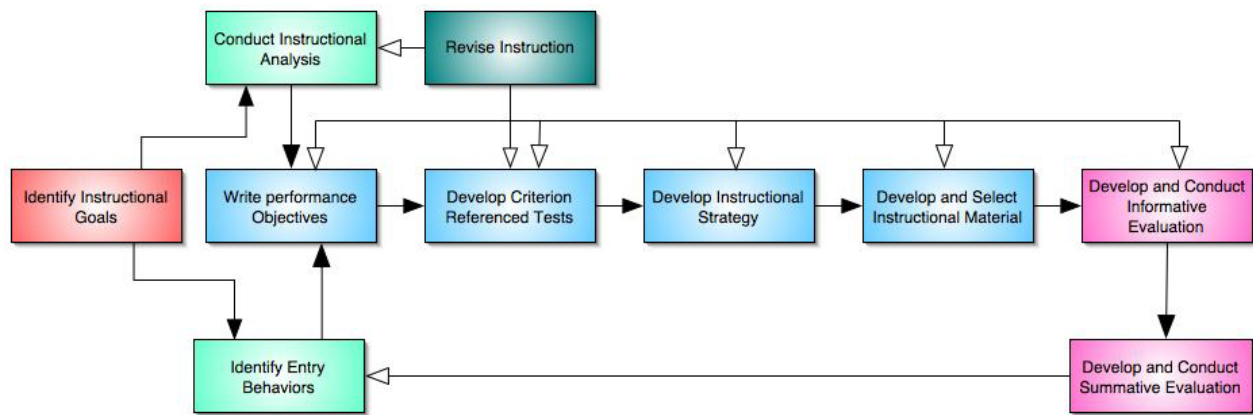 Conduct Instructional
Analysis
Revise Instruction
Identify Instructional
Goals
Write performance
Objectives
Develop Criterion
Referenced Tests
Develop Instructional
Strategy
Develop and Select
Instructional Material
Develop and Conduct
Informative
Evaluation
Identify Entry
Behaviors
Develop and Conduct
Summative Evaluation